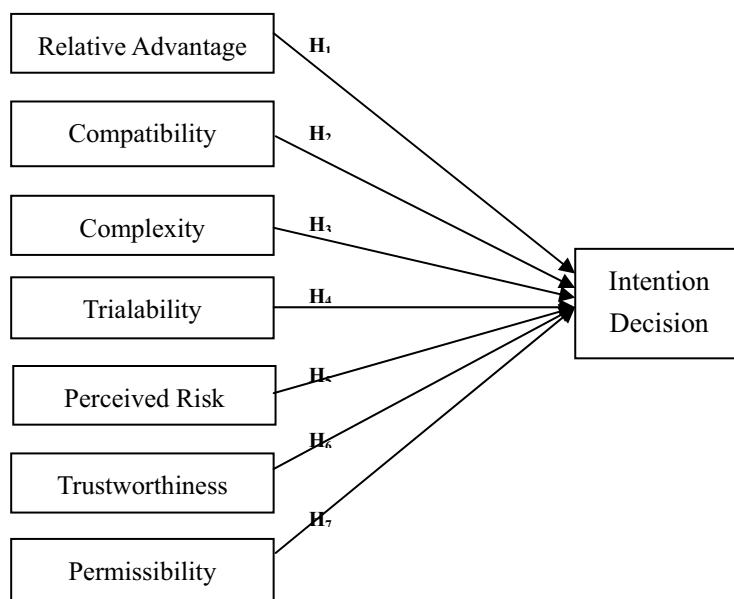 Relative Advantage
H₁
Compatibility
H₂
Complexity
H₃
Intention
Decision
Trialability
H₄
Perceived Risk
H₅
Trustworthiness
H₆
Permissibility
H₇